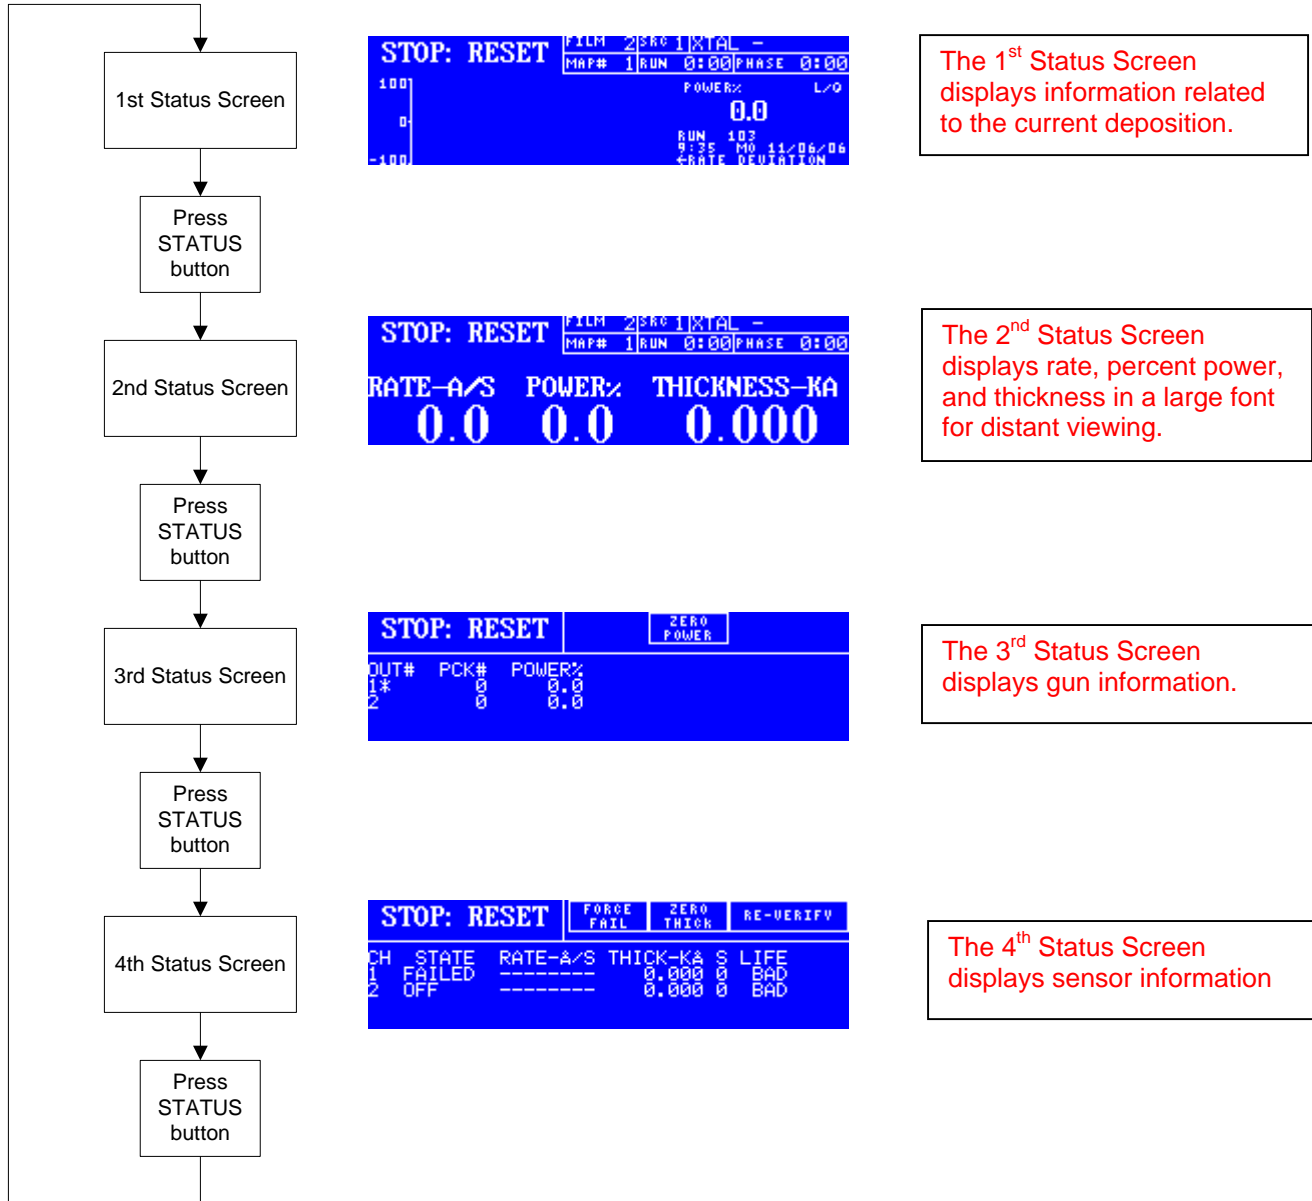 1st Status Screen
STOP: RESET
FILM 2 SRC 1 XTAL -
MAP# 1 RUN 0:00 PHASE 0:00
100
0
-100
POWER% L/Q
0.0
RUN 103
9:35 MO 11/06/06
←RATE DEVIATION
The 1st Status Screen
displays information related
to the current deposition.
Press
STATUS
button
2nd Status Screen
STOP: RESET
FILM 2 SRC 1 XTAL -
MAP# 1 RUN 0:00 PHASE 0:00
RATE-A/S POWER% THICKNESS-KA
0.0 0.0 0.000
The 2nd Status Screen
displays rate, percent power,
and thickness in a large font
for distant viewing.
Press
STATUS
button
3rd Status Screen
STOP: RESET
ZERO
POWER
OUT# PCK# POWER%
1* 0 0.0
2 0 0.0
The 3rd Status Screen
displays gun information.
Press
STATUS
button
4th Status Screen
STOP: RESET
FORCE
FAIL
ZERO
THICK
RE-VERIFY
CH STATE RATE-A/S THICK-KA S LIFE
1 FAILED -------- 0.000 0 BAD
2 OFF -------- 0.000 0 BAD
The 4th Status Screen
displays sensor information
Press
STATUS
button